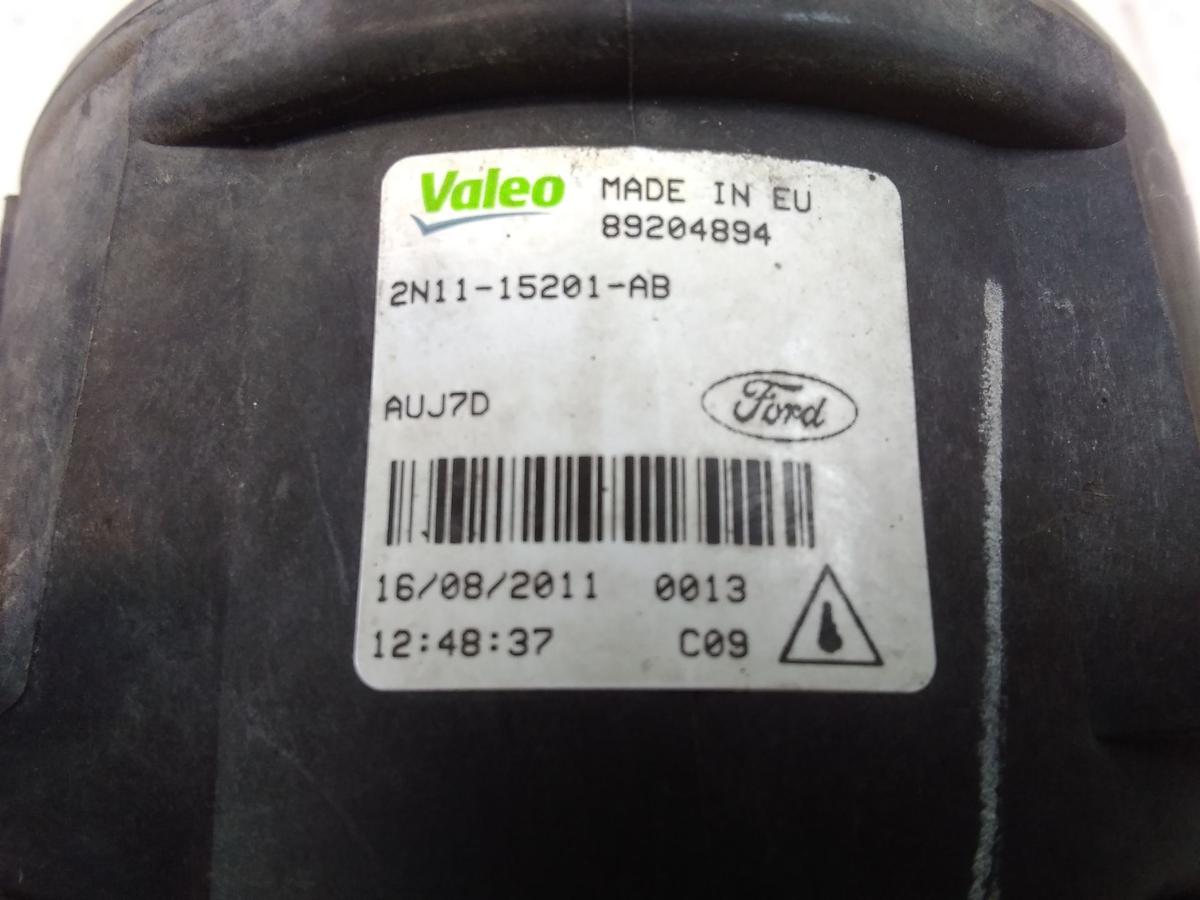 Valeo MADE IN EU
89204894
2N11-15201-AB
AUJ7D Ford
16/08/2011 0013
12:48:37 C09